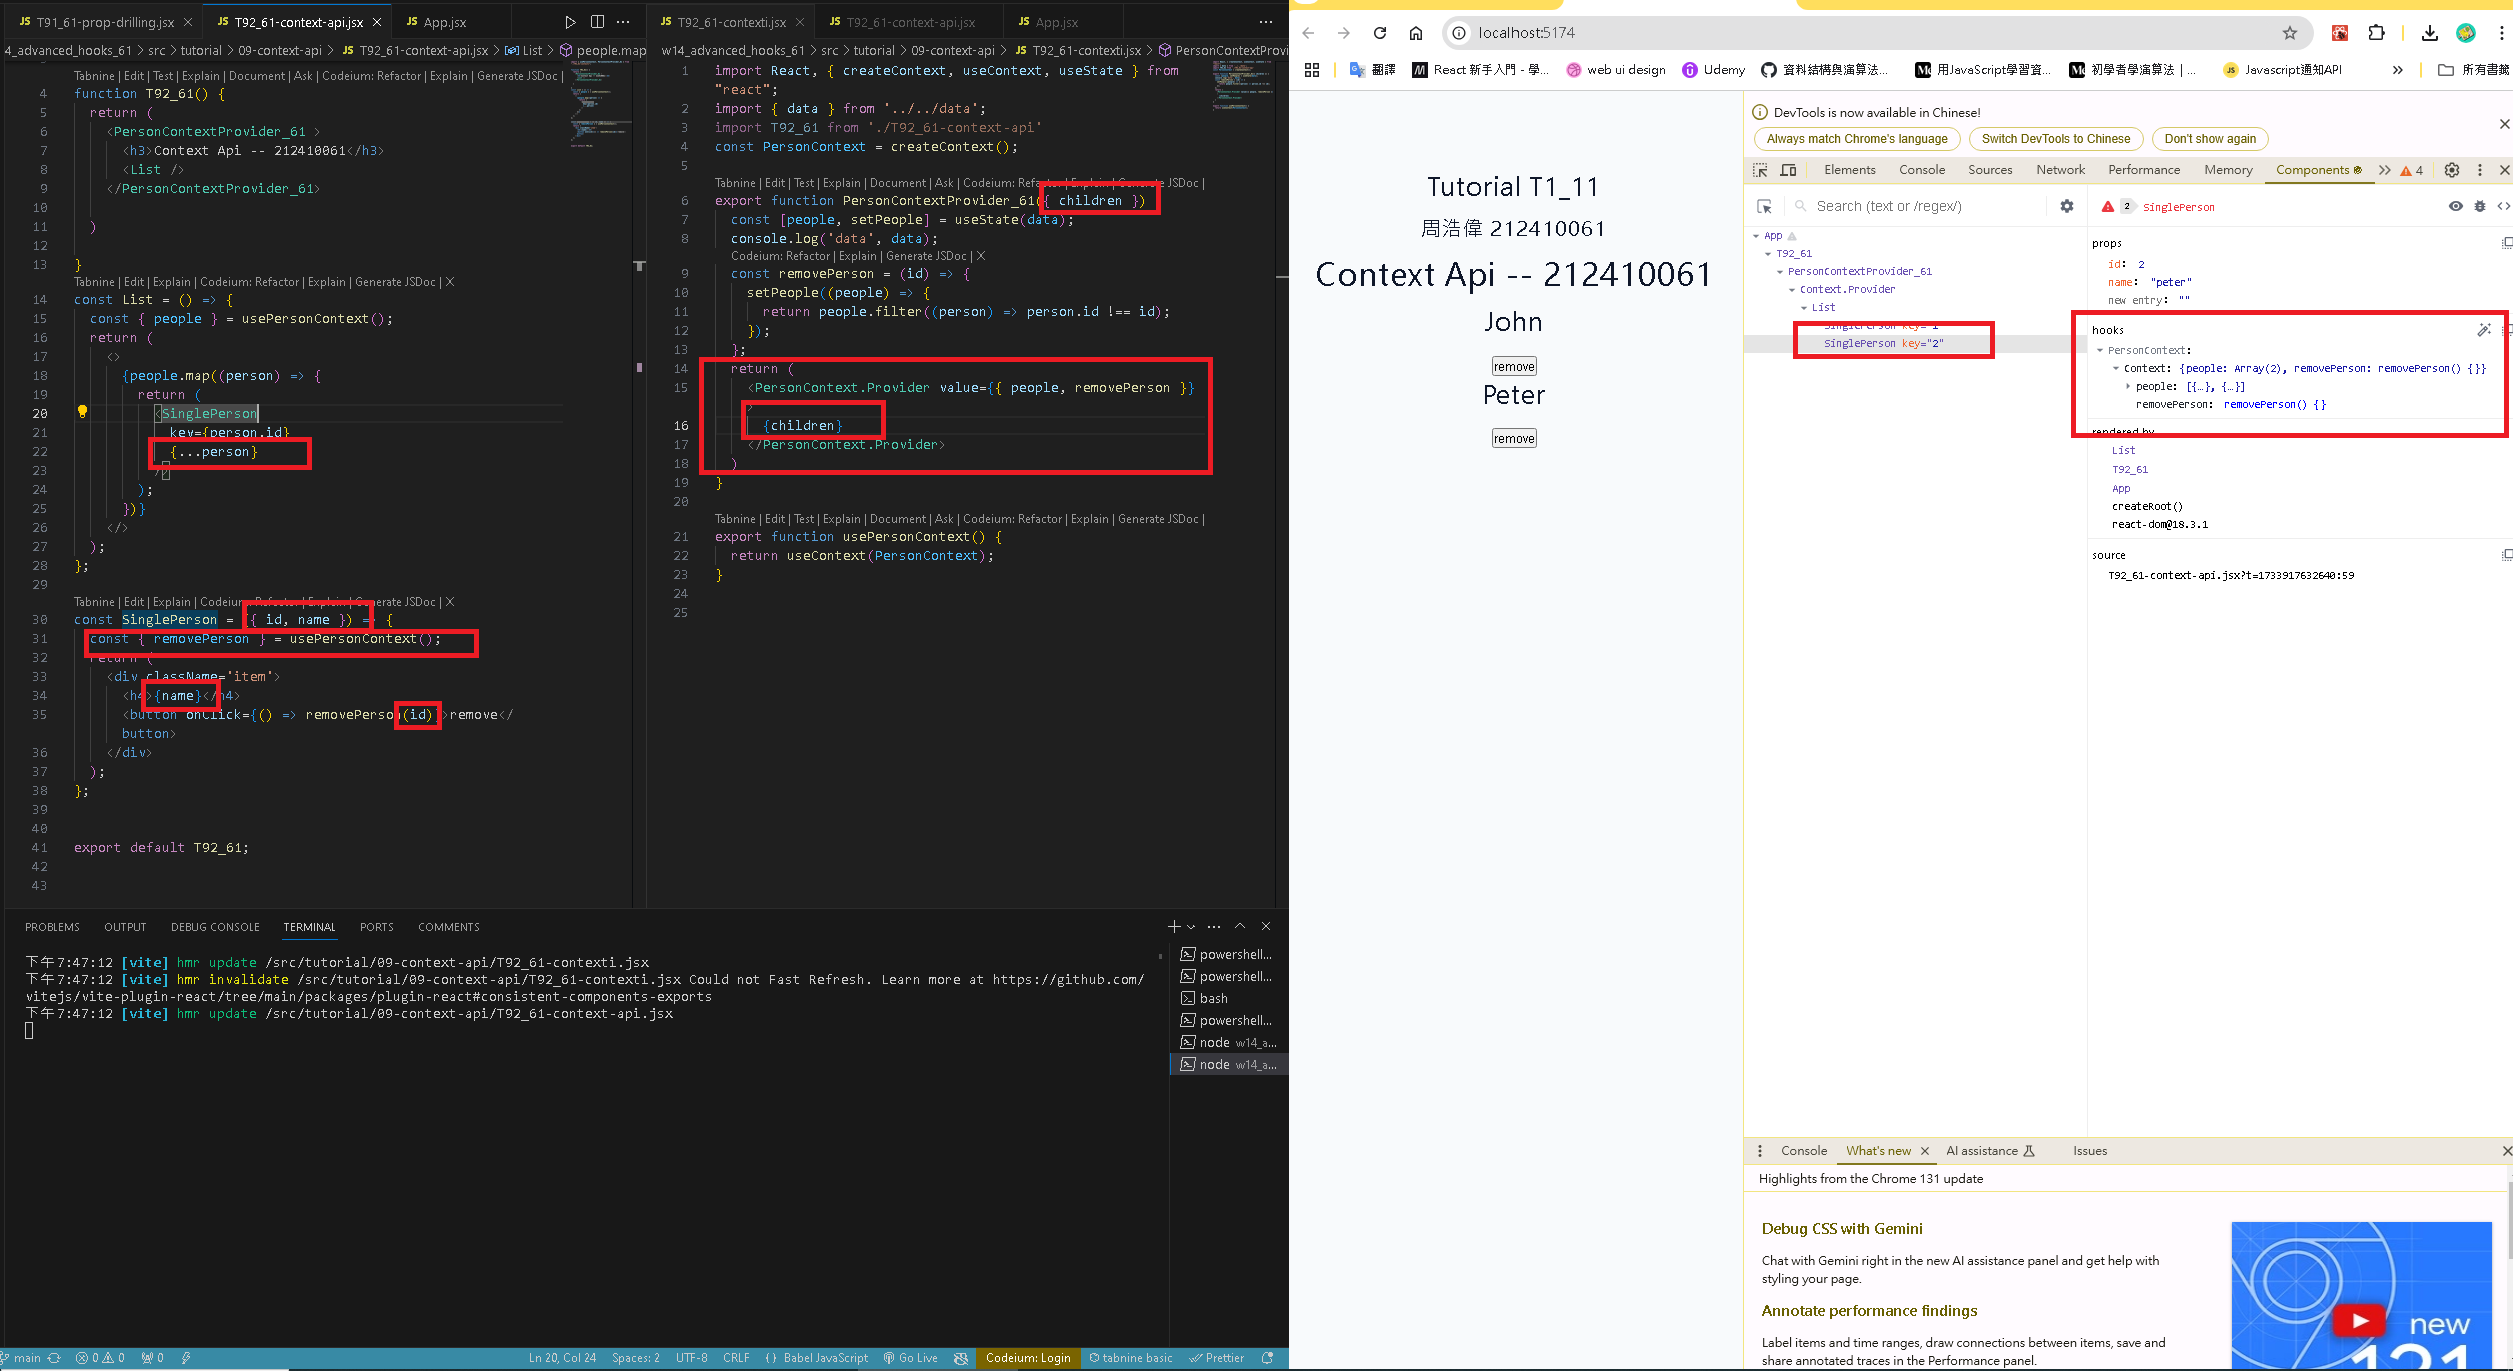 T91_61-prop-drilling.jsx
T92_61-context-api.jsx
App.jsx
4_advanced_hooks_61 > src > tutorial > 09-context-api > T92_61-context-api.jsx > List > people.map
Tabnine | Edit | Test | Explain | Document | Ask | Codeium: Refactor | Explain | Generate JSDoc |
4 function T92_61() {
5 return (
6 <PersonContextProvider_61 >
7 <h3>Context Api -- 212410061</h3>
8 <List />
9 </PersonContextProvider_61>
10
11 )
12
13 }
Tabnine | Edit | Explain | Codeium: Refactor | Explain | Generate JSDoc | X
14 const List = () => {
15 const { people } = usePersonContext();
16 return (
17 <>
18 {people.map((person) => {
19 return (
20 <SinglePerson
21 key={person.id}
22 {...person}
23 />
24 );
25 })}
26 </>
27 );
28 };
29
Tabnine | Edit | Explain | Codeium: Refactor | Explain | Generate JSDoc | X
30 const SinglePerson = ({ id, name }) => {
31 const { removePerson } = usePersonContext();
32 return (
33 <div className='item'>
34 <h4>{name}</h4>
35 <button onClick={() => removePerson(id)}>remove</
button>
36 </div>
37 );
38 };
39
40
41 export default T92_61;
42
43
T92_61-contexti.jsx
T92_61-context-api.jsx
App.jsx
w14_advanced_hooks_61 > src > tutorial > 09-context-api > T92_61-contexti.jsx > PersonContextProvi
1 import React, { createContext, useContext, useState } from
"react";
2 import { data } from '../../data';
3 import T92_61 from './T92_61-context-api'
4 const PersonContext = createContext();
5
Tabnine | Edit | Test | Explain | Document | Ask | Codeium: Refactor | Explain | Generate JSDoc |
6 export function PersonContextProvider_61({ children })
7 const [people, setPeople] = useState(data);
8 console.log('data', data);
Codeium: Refactor | Explain | Generate JSDoc | X
9 const removePerson = (id) => {
10 setPeople((people) => {
11 return people.filter((person) => person.id !== id);
12 });
13 };
14 return (
15 <PersonContext.Provider value={{ people, removePerson }}
>
16 {children}
17 </PersonContext.Provider>
18 )
19 }
20
Tabnine | Edit | Test | Explain | Document | Ask | Codeium: Refactor | Explain | Generate JSDoc |
21 export function usePersonContext() {
22 return useContext(PersonContext);
23 }
24
25
PROBLEMS OUTPUT DEBUG CONSOLE TERMINAL PORTS COMMENTS
下午7:47:12 [vite] hmr update /src/tutorial/09-context-api/T92_61-contexti.jsx
下午7:47:12 [vite] hmr invalidate /src/tutorial/09-context-api/T92_61-contexti.jsx Could not Fast Refresh. Learn more at https://github.com/
vitejs/vite-plugin-react/tree/main/packages/plugin-react#consistent-components-exports
下午7:47:12 [vite] hmr update /src/tutorial/09-context-api/T92_61-context-api.jsx
powershell...
powershell...
bash
powershell...
node w14_a...
node w14_a...
main 0 0 0 Ln 20, Col 24 Spaces: 2 UTF-8 CRLF {} Babel JavaScript Go Live Codeium: Login tabnine basic Prettier
localhost:5174
翻譯 React 新手入門 - 學... web ui design Udemy 資料結構與演算法... 用JavaScript學習資... 初學者學演算法 | ... Javascript通知API » 所有書籤
Tutorial T1_11
周浩偉 212410061
Context Api -- 212410061
John
remove
Peter
remove
DevTools is now available in Chinese!
Always match Chrome's language
Switch DevTools to Chinese
Don't show again
Elements Console Sources Network Performance Memory Components 4
Search (text or /regex/)
App
T92_61
PersonContextProvider_61
Context.Provider
List
SinglePerson key="1"
SinglePerson key="2"
2 SinglePerson
props
id: 2
name: "peter"
new entry: ""
hooks
PersonContext:
Context: {people: Array(2), removePerson: removePerson() {}}
people: [{…}, {…}]
removePerson: removePerson() {}
rendered by
List
T92_61
App
createRoot()
react-dom@18.3.1
source
T92_61-context-api.jsx?t=1733917632640:59
Console What's new AI assistance Issues
Highlights from the Chrome 131 update
Debug CSS with Gemini
Chat with Gemini right in the new AI assistance panel and get help with
styling your page.
Annotate performance findings
Label items and time ranges, draw connections between items, save and
share annotated traces in the Performance panel.
new
131